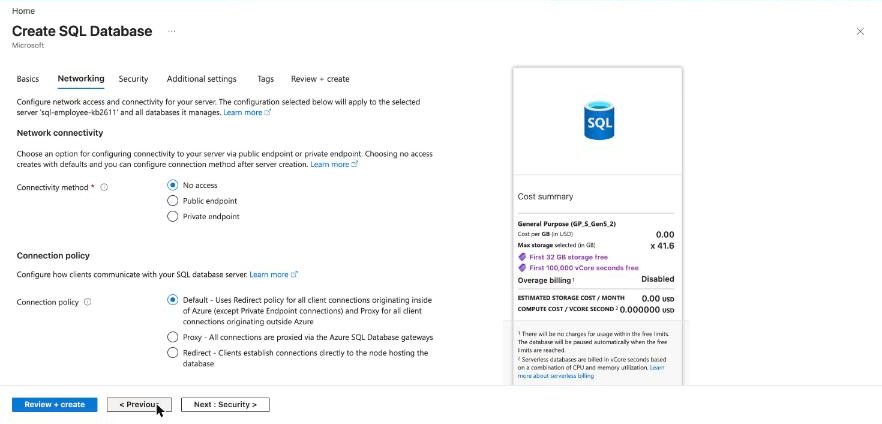 Home
Create SQL Database ...
Microsoft
Basics Networking Security Additional settings Tags Review + create
Configure network access and connectivity for your server. The configuration selected below will apply to the selected
server 'sql-employee-kb2611' and all databases it manages. Learn more
Network connectivity
Choose an option for configuring connectivity to your server via public endpoint or private endpoint. Choosing no access
creates with defaults and you can configure connection method after server creation. Learn more
Connectivity method *
No access
Public endpoint
Private endpoint
Connection policy
Configure how clients communicate with your SQL database server. Learn more
Connection policy
Default - Uses Redirect policy for all client connections originating inside
of Azure (except Private Endpoint connections) and Proxy for all client
connections originating outside Azure
Proxy - All connections are proxied via the Azure SQL Database gateways
Redirect - Clients establish connections directly to the node hosting the
database
SQL
Cost summary
General Purpose (GP_S_Gen5_2)
Cost per GB (in USD) 0.00
Max storage selected (in GB) x 41.6
First 32 GB storage free
First 100,000 vCore seconds free
Overage billing ¹ Disabled
ESTIMATED STORAGE COST / MONTH 0.00 USD
COMPUTE COST / VCORE SECOND ² 0.000000 USD
¹ There will be no charges for usage within the free limits.
The database will be paused automatically when the free
limits are reached.
² Serverless databases are billed in vCore seconds based
on a combination of CPU and memory utilization. Learn
more about serverless billing
Review + create < Previous Next : Security >